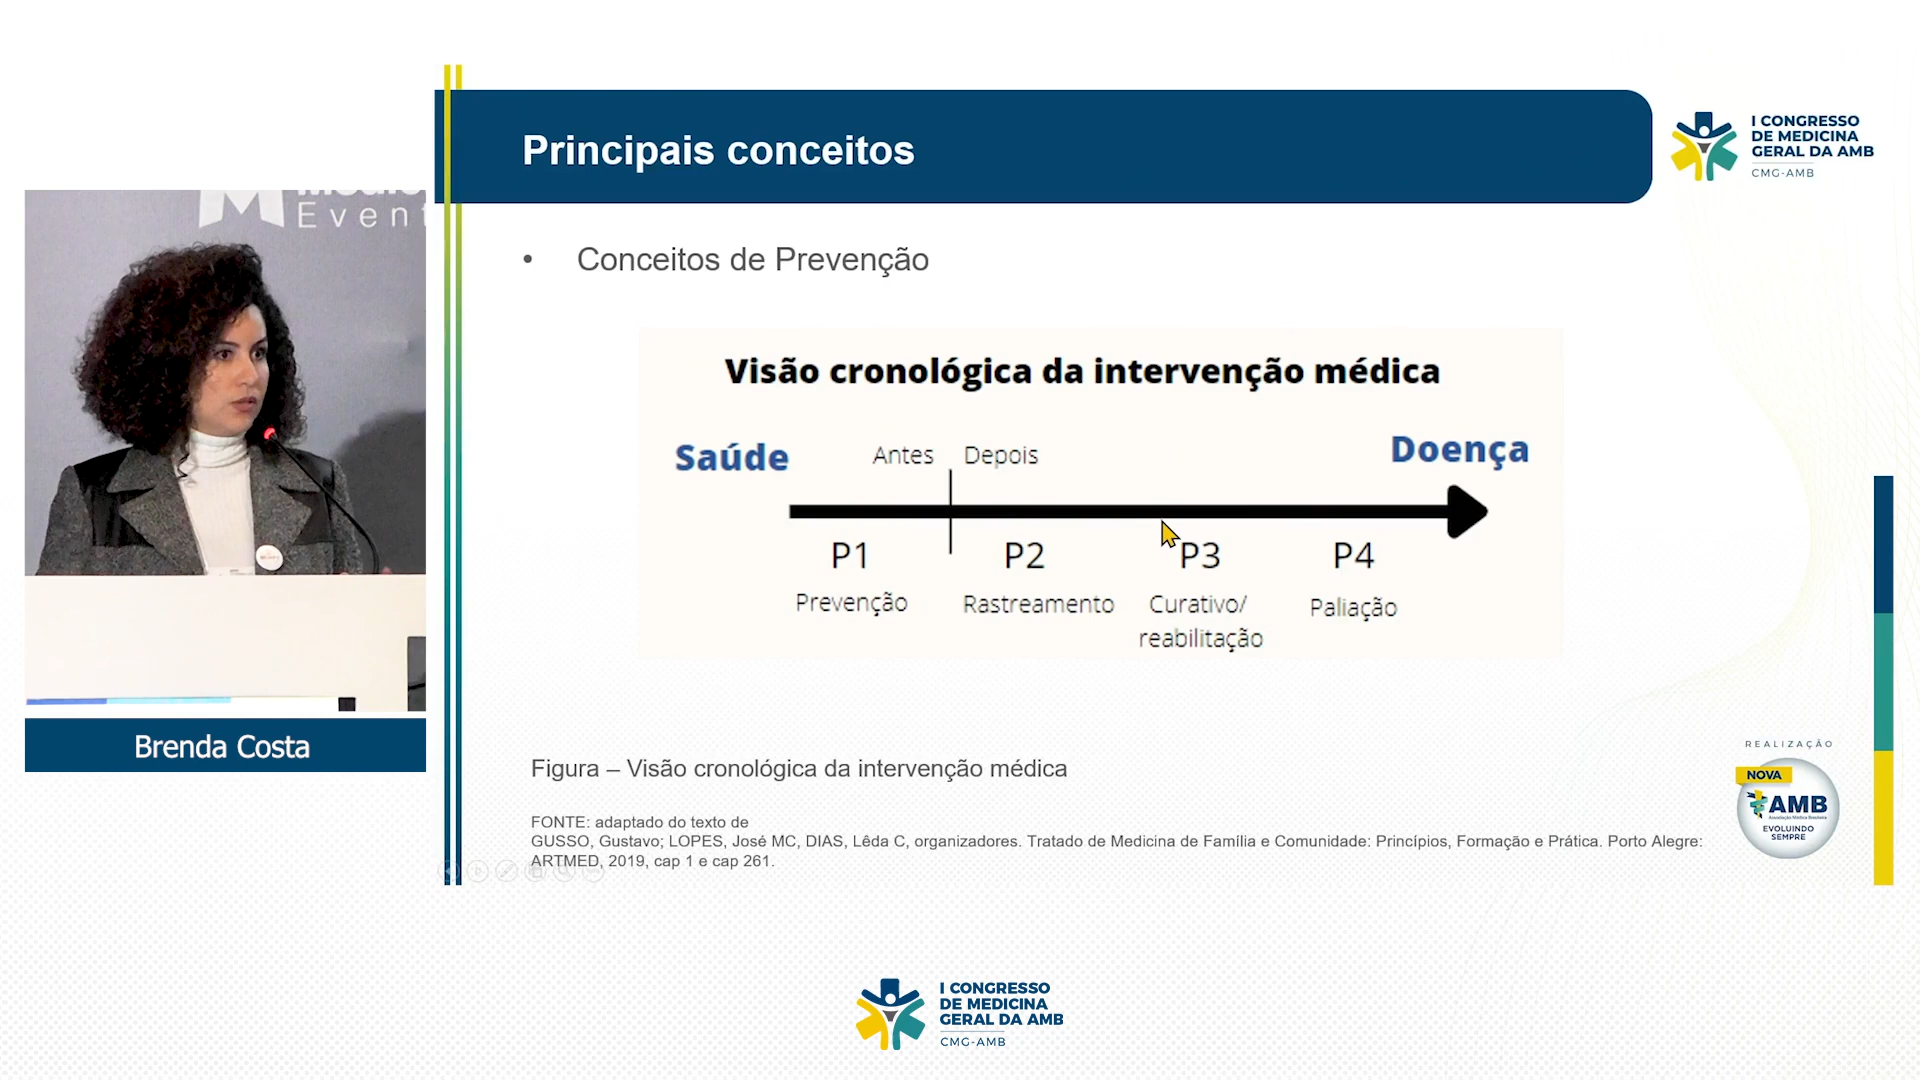 Principais conceitos
I CONGRESSO
DE MEDICINA
GERAL DA AMB
CMG-AMB
Event
Brenda Costa
• Conceitos de Prevenção
Visão cronológica da intervenção médica
Saúde
Antes
Depois
Doença
P1
P2
P3
P4
Prevenção
Rastreamento
Curativo/
reabilitação
Paliação
Figura – Visão cronológica da intervenção médica
FONTE: adaptado do texto de
GUSSO, Gustavo; LOPES, José MC, DIAS, Lêda C, organizadores. Tratado de Medicina de Família e Comunidade: Princípios, Formação e Prática. Porto Alegre:
ARTMED, 2019, cap 1 e cap 261.
REALIZAÇÃO
NOVA
AMB
Associação Médica Brasileira
EVOLUINDO
SEMPRE
I CONGRESSO
DE MEDICINA
GERAL DA AMB
CMG-AMB